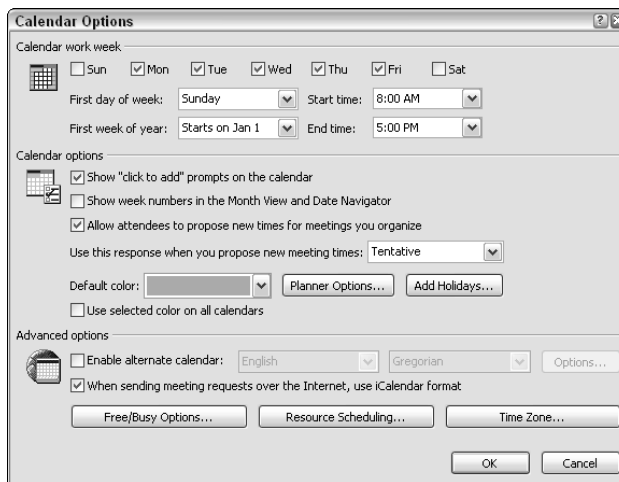 Calendar Options
Calendar work week
Sun Mon Tue Wed Thu Fri Sat
First day of week: Sunday Start time: 8:00 AM
First week of year: Starts on Jan 1 End time: 5:00 PM
Calendar options
Show "click to add" prompts on the calendar
Show week numbers in the Month View and Date Navigator
Allow attendees to propose new times for meetings you organize
Use this response when you propose new meeting times: Tentative
Default color: Planner Options... Add Holidays...
Use selected color on all calendars
Advanced options
Enable alternate calendar: English Gregorian Options...
When sending meeting requests over the Internet, use iCalendar format
Free/Busy Options... Resource Scheduling... Time Zone...
OK Cancel